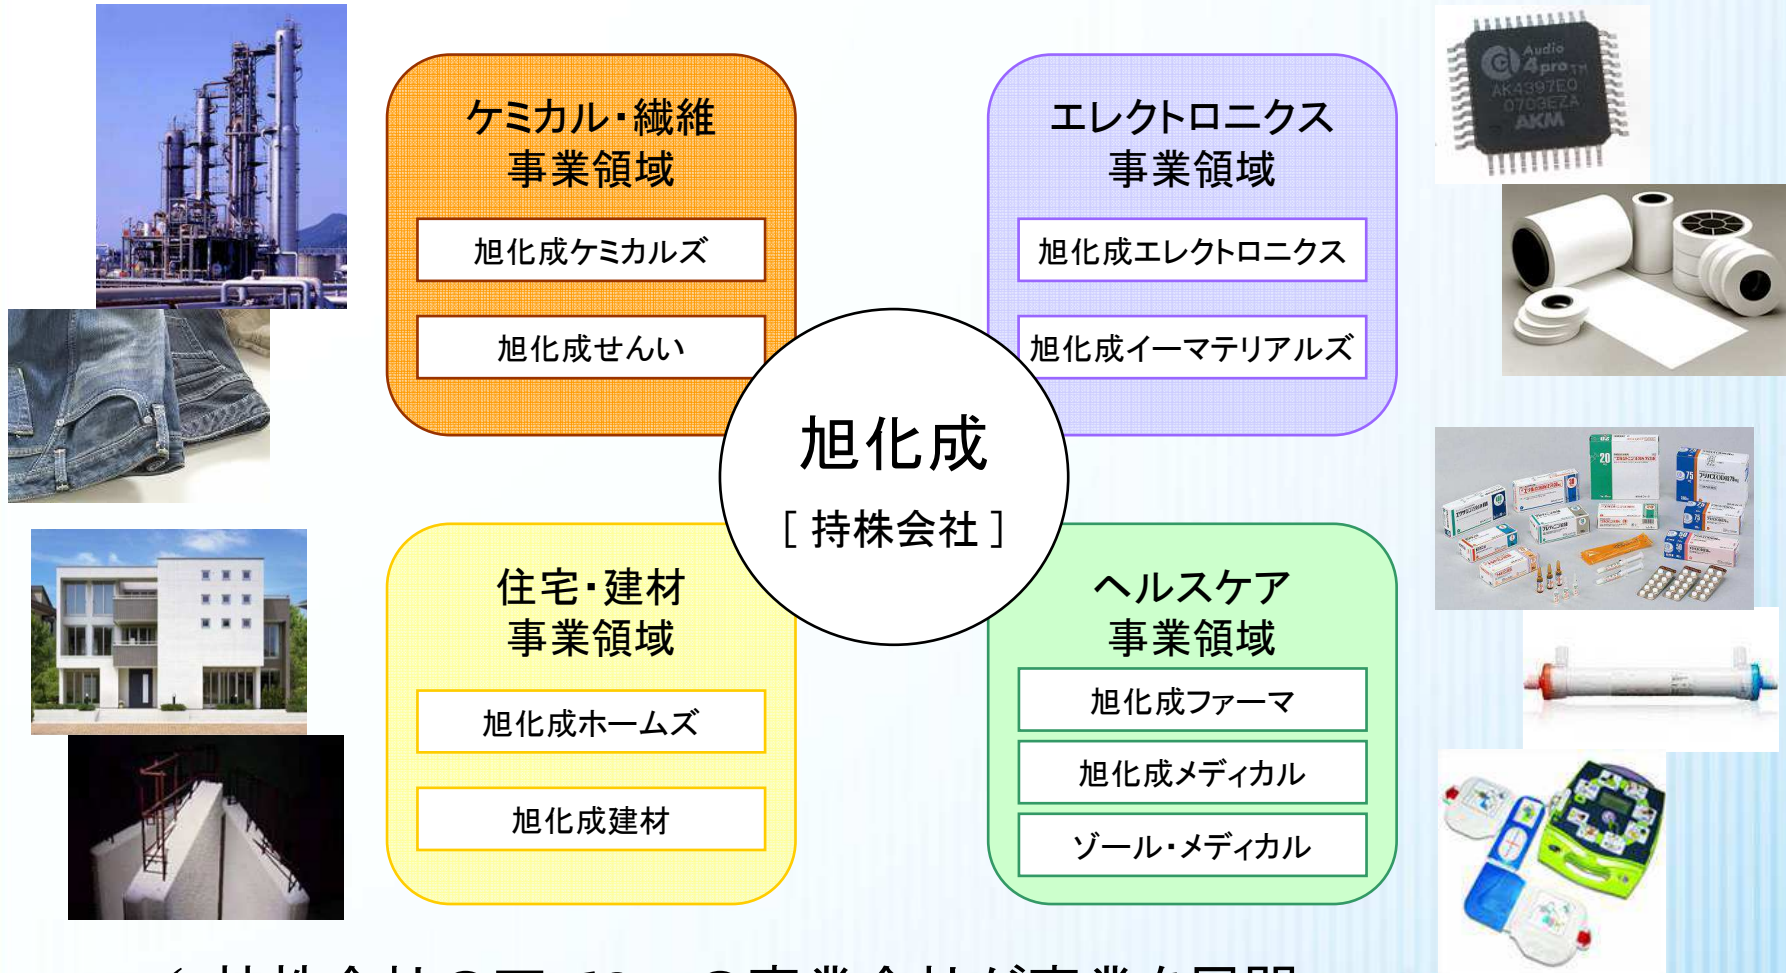 ケミカル・繊維
事業領域
旭化成ケミカルズ
旭化成せんい
エレクトロニクス
事業領域
旭化成エレクトロニクス
旭化成イーマテリアルズ
旭化成
[ 持株会社 ]
住宅・建材
事業領域
旭化成ホームズ
旭化成建材
ヘルスケア
事業領域
旭化成ファーマ
旭化成メディカル
ゾール・メディカル
Audio
4pro TM
AK4397EQ
0703EZA
AKM